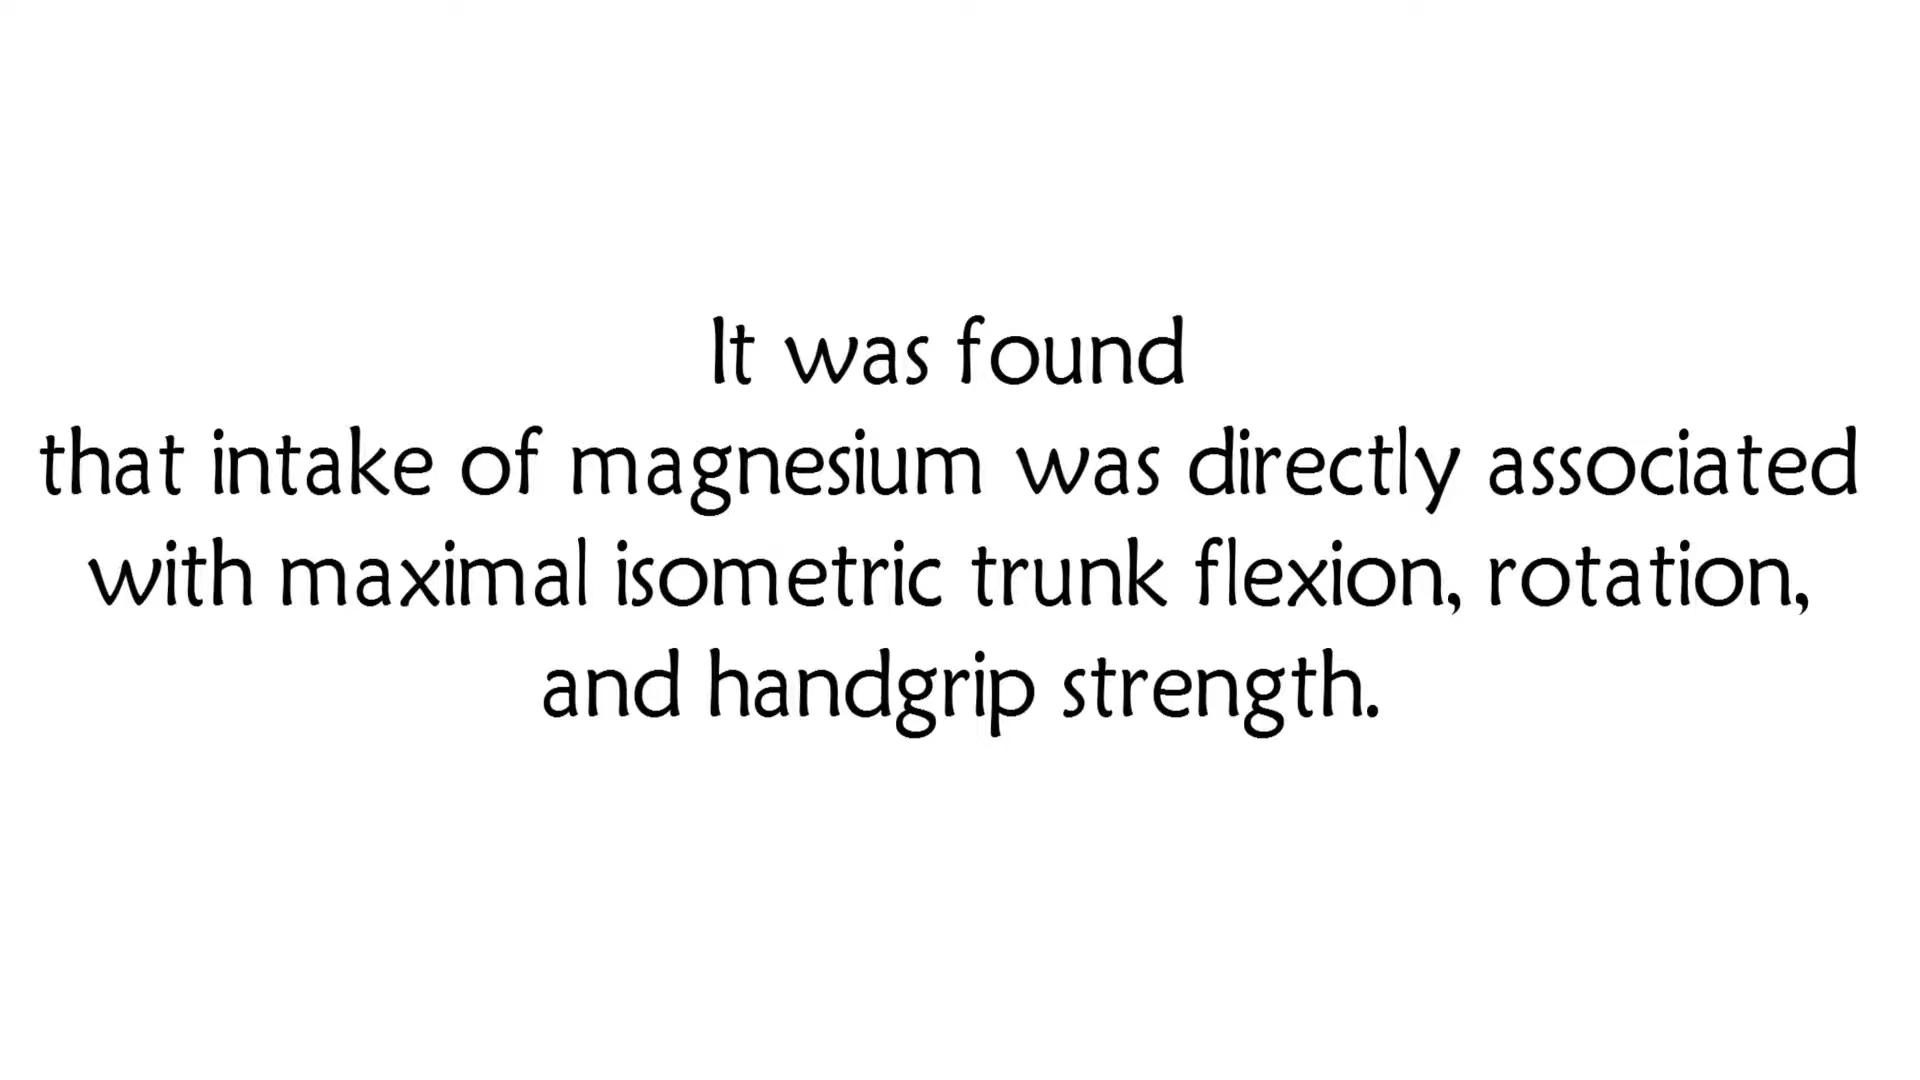 It was found
that intake of magnesium was directly associated
with maximal isometric trunk flexion, rotation,
and handgrip strength.